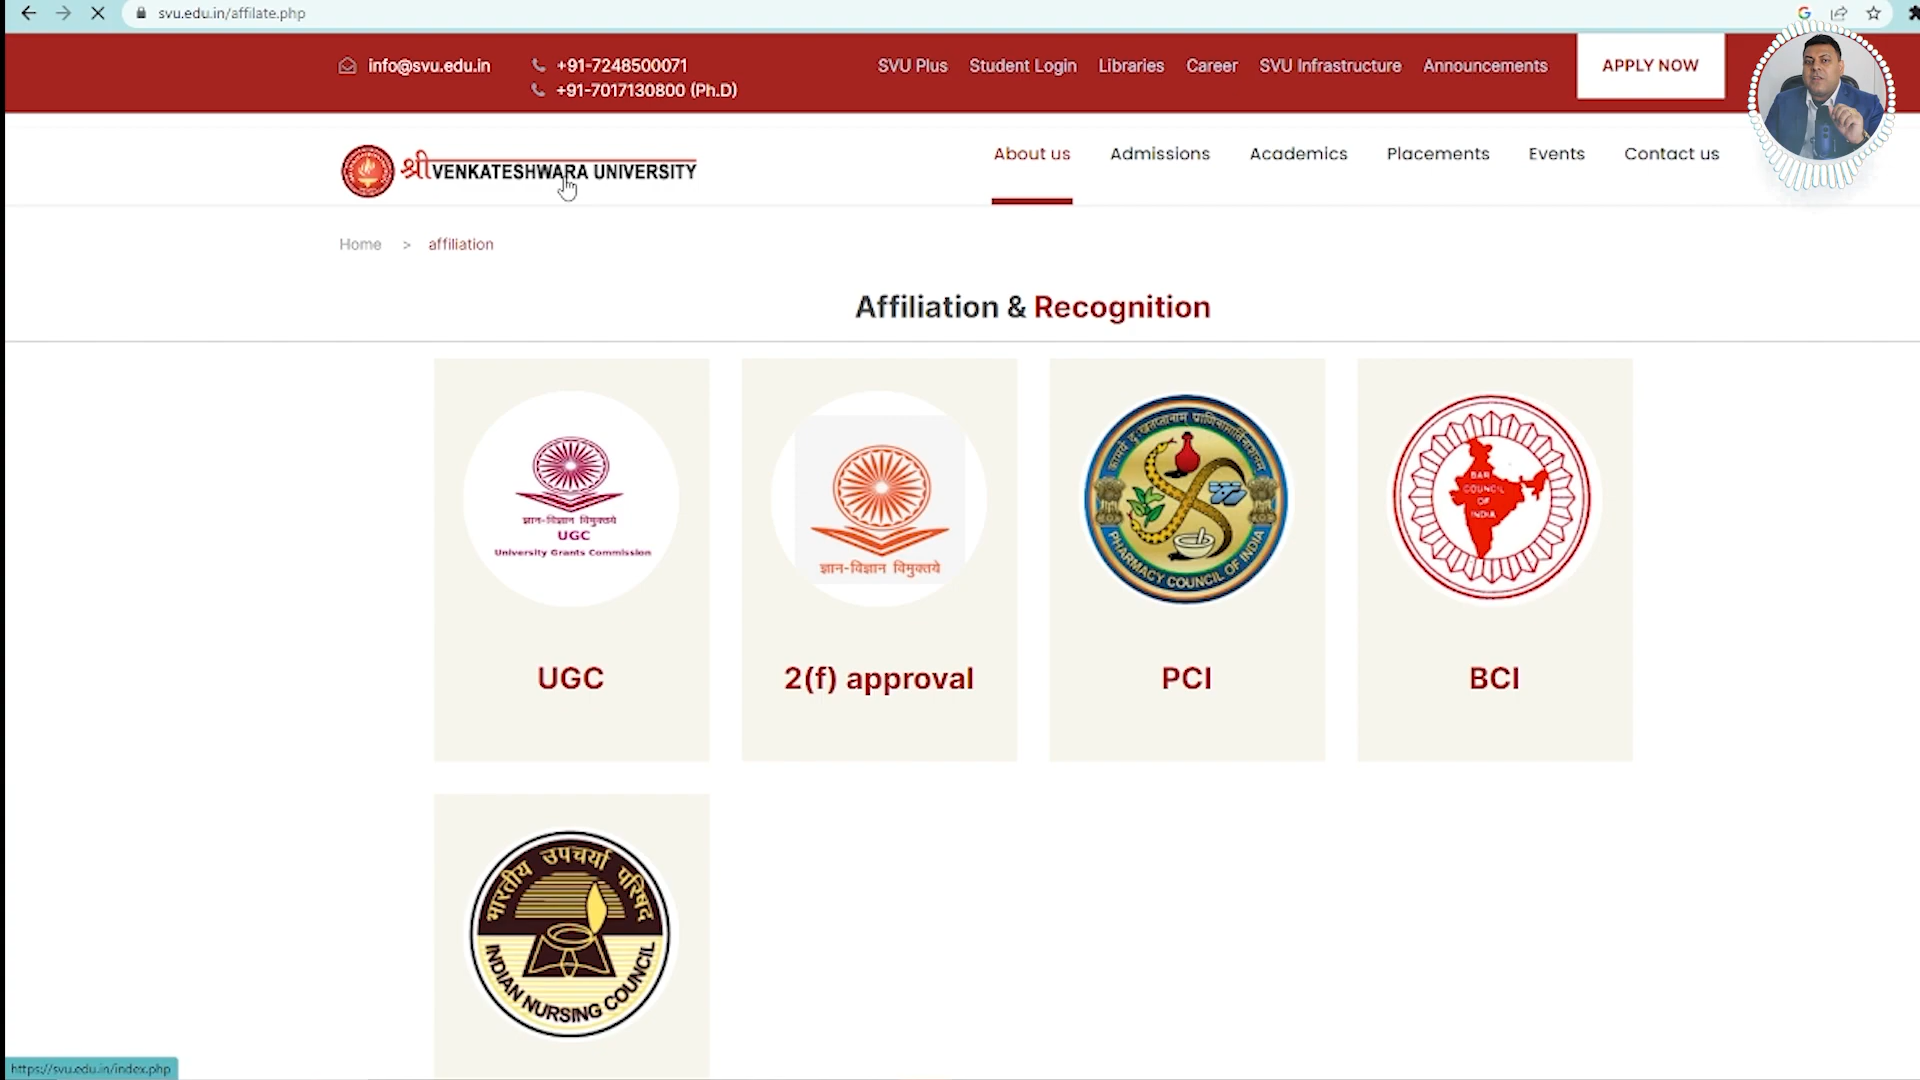 svu.edu.in/affilate.php
info@svu.edu.in
+91-7248500071
+91-7017130800 (Ph.D)
SVU Plus
Student Login
Libraries
Career
SVU Infrastructure
Announcements
APPLY NOW
श्री VENKATESHWARA UNIVERSITY
About us
Admissions
Academics
Placements
Events
Contact us
Home > affiliation
Affiliation & Recognition
ज्ञान-विज्ञान विमुक्तये
UGC
University Grants Commission
UGC
ज्ञान-विज्ञान विमुक्तये
2(f) approval
PHARMACY COUNCIL OF INDIA
PCI
BAR
COUNCIL
OF
INDIA
BCI
भारतीय उपचर्या परिषद
INDIAN NURSING COUNCIL
https://svu.edu.in/index.php